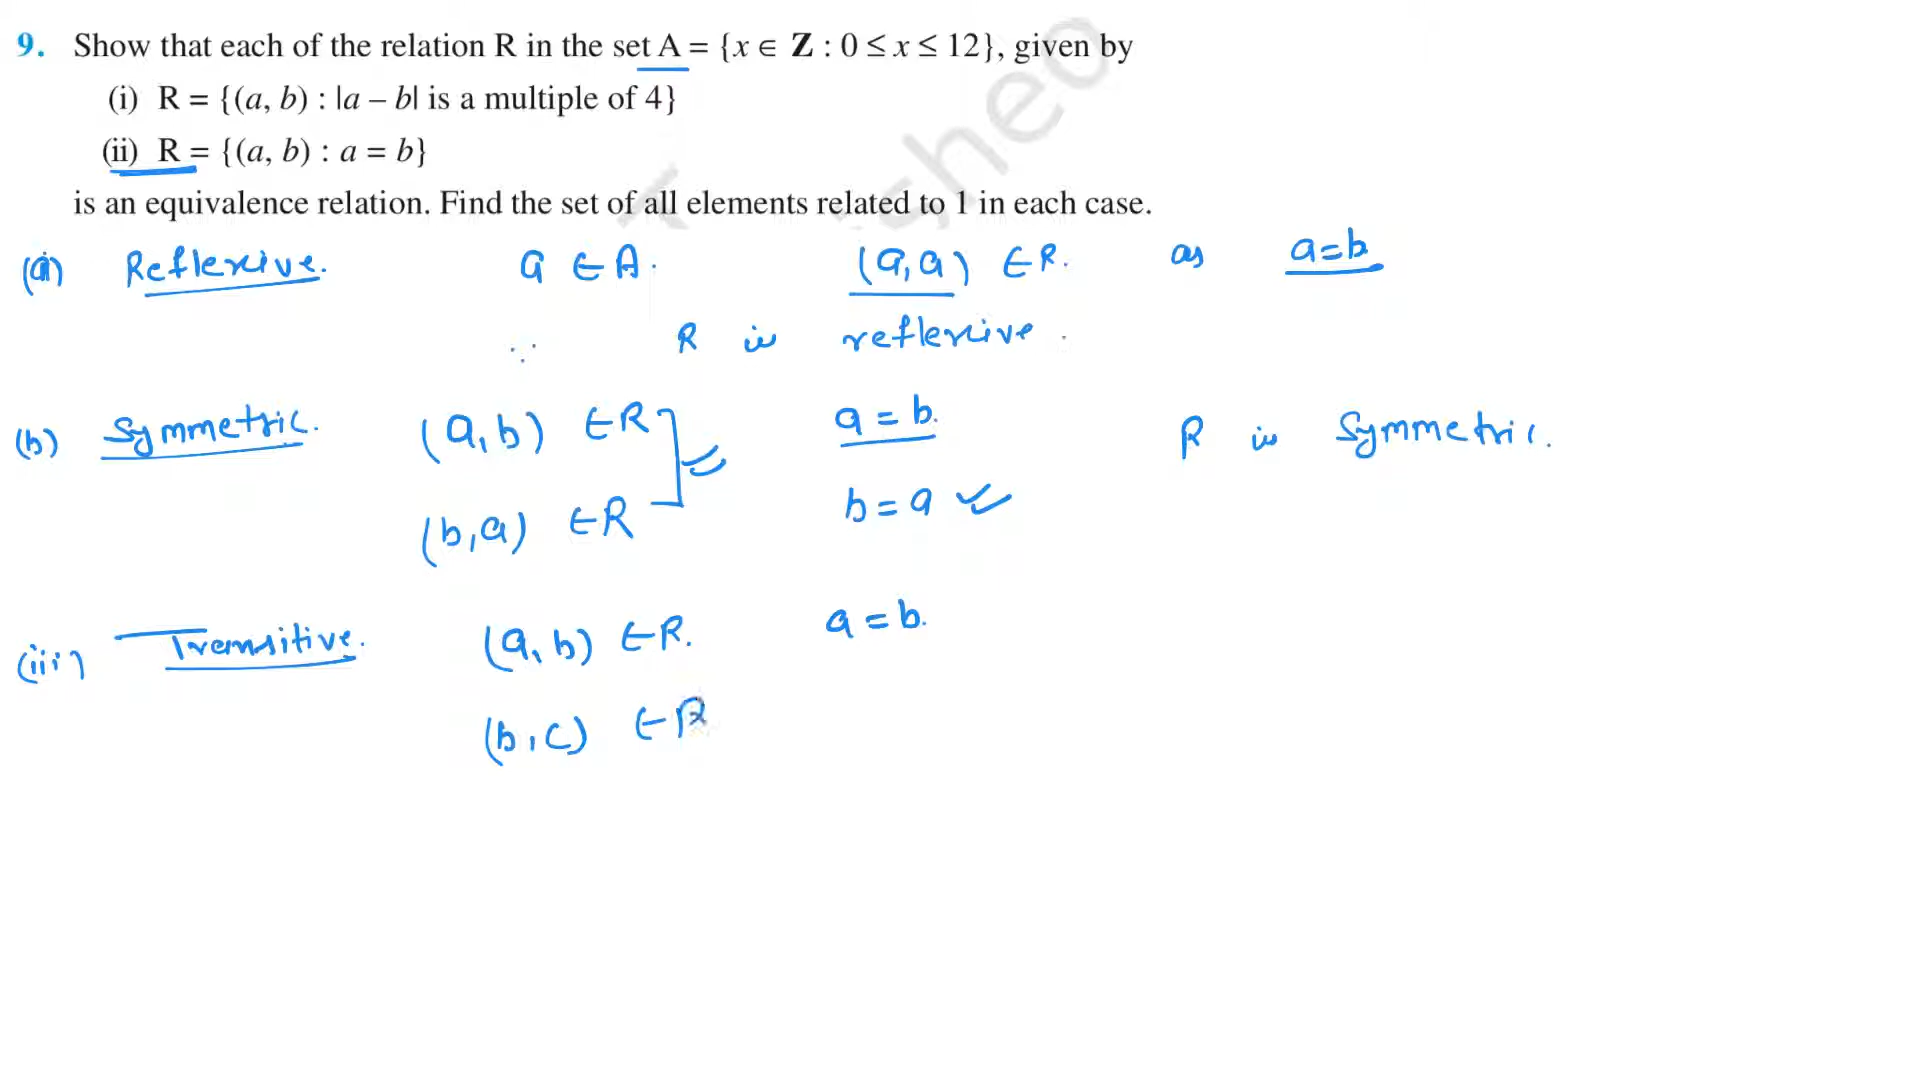 9. Show that each of the relation R in the set A = {x ∈ Z : 0 ≤ x ≤ 12}, given by
(i) R = {(a, b) : |a – b| is a multiple of 4}
(ii) R = {(a, b) : a = b}
is an equivalence relation. Find the set of all elements related to 1 in each case.
(a) Reflexive. a ∈ A. (a,a) ∈ R. as a=b
∵ R is reflexive.
(b) Symmetric. (a,b) ∈ R a = b. R is Symmetric.
(b,a) ∈ R b = a
(iii) Transitive. (a,b) ∈ R. a = b.
(b,c) ∈ R